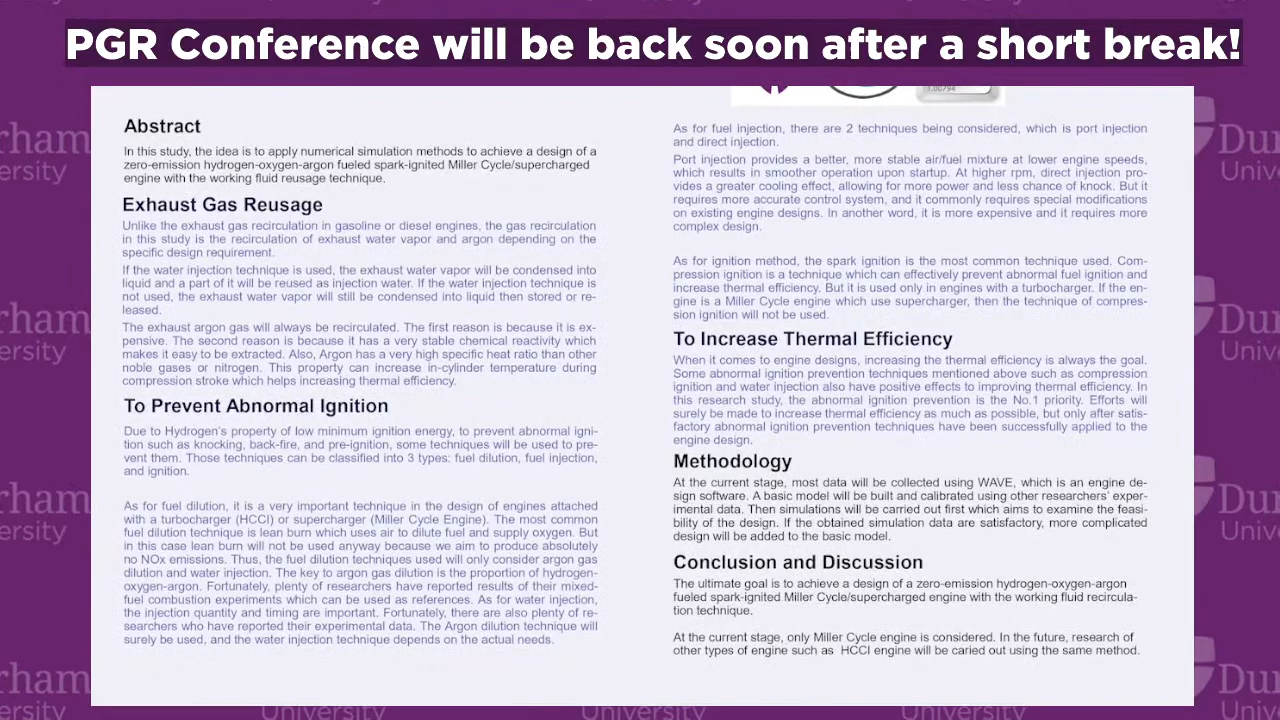 PGR Conference will be back soon after a short break!
1.00794
Abstract
In this study, the idea is to apply numerical simulation methods to achieve a design of a
zero-emission hydrogen-oxygen-argon fueled spark-ignited Miller Cycle/supercharged
engine with the working fluid reusage technique.
Exhaust Gas Reusage
Unlike the exhaust gas recirculation in gasoline or diesel engines, the gas recirculation
in this study is the recirculation of exhaust water vapor and argon depending on the
specific design requirement.
If the water injection technique is used, the exhaust water vapor will be condensed into
liquid and a part of it will be reused as injection water. If the water injection technique is
not used, the exhaust water vapor will still be condensed into liquid then stored or re-
leased.
The exhaust argon gas will always be recirculated. The first reason is because it is ex-
pensive. The second reason is because it has a very stable chemical reactivity which
makes it easy to be extracted. Also, Argon has a very high specific heat ratio than other
noble gases or nitrogen. This property can increase in-cylinder temperature during
compression stroke which helps increasing thermal efficiency.
To Prevent Abnormal Ignition
Due to Hydrogen's property of low minimum ignition energy, to prevent abnormal igni-
tion such as knocking, back-fire, and pre-ignition, some techniques will be used to pre-
vent them. Those techniques can be classified into 3 types: fuel dilution, fuel injection,
and ignition.
As for fuel dilution, it is a very important technique in the design of engines attached
with a turbocharger (HCCI) or supercharger (Miller Cycle Engine). The most common
fuel dilution technique is lean burn which uses air to dilute fuel and supply oxygen. But
in this case lean burn will not be used anyway because we aim to produce absolutely
no NOx emissions. Thus, the fuel dilution techniques used will only consider argon gas
dilution and water injection. The key to argon gas dilution is the proportion of hydrogen-
oxygen-argon. Fortunately, plenty of researchers have reported results of their mixed-
fuel combustion experiments which can be used as references. As for water injection,
the injection quantity and timing are important. Fortunately, there are also plenty of re-
searchers who have reported their experimental data. The Argon dilution technique will
surely be used, and the water injection technique depends on the actual needs.
As for fuel injection, there are 2 techniques being considered, which is port injection
and direct injection.
Port injection provides a better, more stable air/fuel mixture at lower engine speeds,
which results in smoother operation upon startup. At higher rpm, direct injection pro-
vides a greater cooling effect, allowing for more power and less chance of knock. But it
requires more accurate control system, and it commonly requires special modifications
on existing engine designs. In another word, it is more expensive and it requires more
complex design.
As for ignition method, the spark ignition is the most common technique used. Com-
pression ignition is a technique which can effectively prevent abnormal fuel ignition and
increase thermal efficiency. But it is used only in engines with a turbocharger. If the en-
gine is a Miller Cycle engine which use supercharger, then the technique of compres-
sion ignition will not be used.
To Increase Thermal Efficiency
When it comes to engine designs, increasing the thermal efficiency is always the goal.
Some abnormal ignition prevention techniques mentioned above such as compression
ignition and water injection also have positive effects to improving thermal efficiency. In
this research study, the abnormal ignition prevention is the No.1 priority. Efforts will
surely be made to increase thermal efficiency as much as possible, but only after satis-
factory abnormal ignition prevention techniques have been successfully applied to the
engine design.
Methodology
At the current stage, most data will be collected using WAVE, which is an engine de-
sign software. A basic model will be built and calibrated using other researchers' exper-
imental data. Then simulations will be carried out first which aims to examine the feasi-
bility of the design. If the obtained simulation data are satisfactory, more complicated
design will be added to the basic model.
Conclusion and Discussion
The ultimate goal is to achieve a design of a zero-emission hydrogen-oxygen-argon
fueled spark-ignited Miller Cycle/supercharged engine with the working fluid recircula-
tion technique.
At the current stage, only Miller Cycle engine is considered. In the future, research of
other types of engine such as HCCI engine will be caried out using the same method.